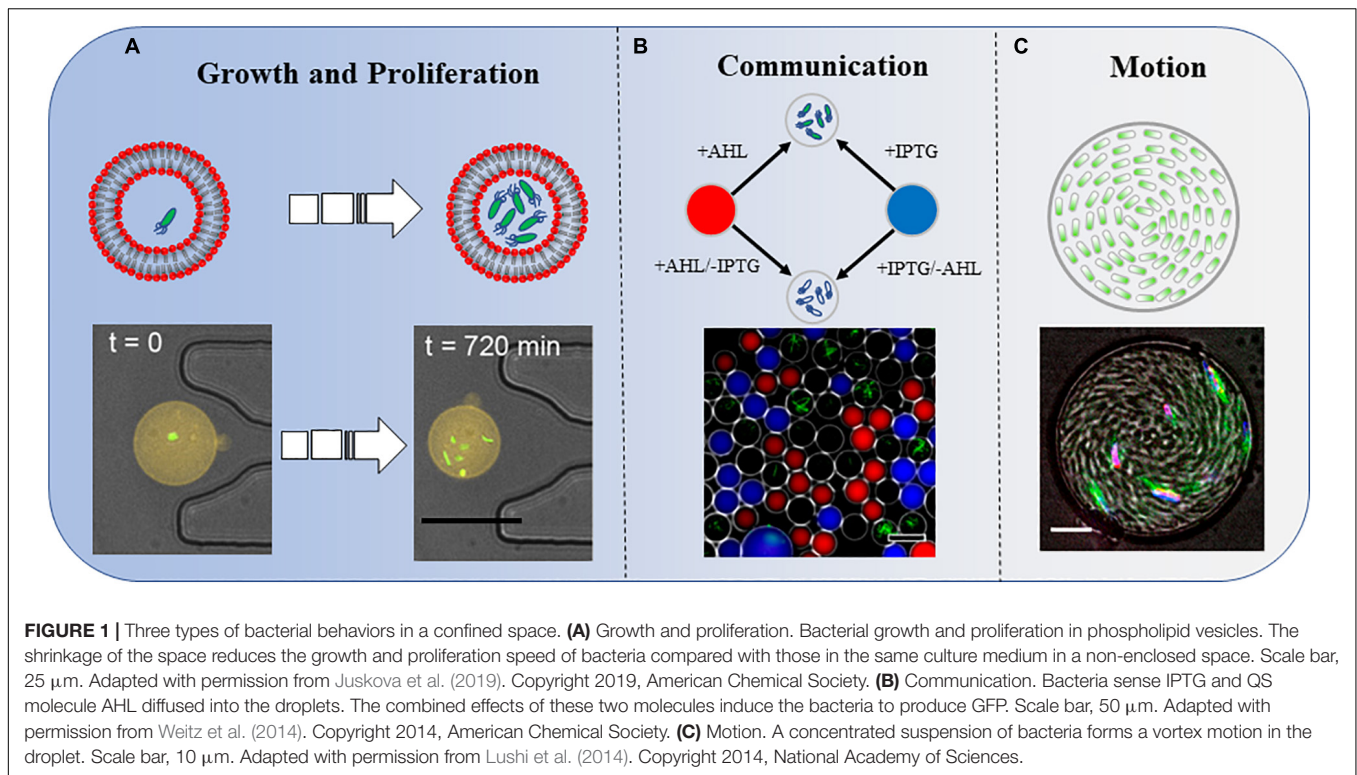 A
Growth and Proliferation
t = 0
t = 720 min
B
Communication
+AHL
+IPTG
+AHL/-IPTG
+IPTG/-AHL
C
Motion
FIGURE 1 | Three types of bacterial behaviors in a confined space. (A) Growth and proliferation. Bacterial growth and proliferation in phospholipid vesicles. The
shrinkage of the space reduces the growth and proliferation speed of bacteria compared with those in the same culture medium in a non-enclosed space. Scale bar,
25 μm. Adapted with permission from Juskova et al. (2019). Copyright 2019, American Chemical Society. (B) Communication. Bacteria sense IPTG and QS
molecule AHL diffused into the droplets. The combined effects of these two molecules induce the bacteria to produce GFP. Scale bar, 50 μm. Adapted with
permission from Weitz et al. (2014). Copyright 2014, American Chemical Society. (C) Motion. A concentrated suspension of bacteria forms a vortex motion in the
droplet. Scale bar, 10 μm. Adapted with permission from Lushi et al. (2014). Copyright 2014, National Academy of Sciences.